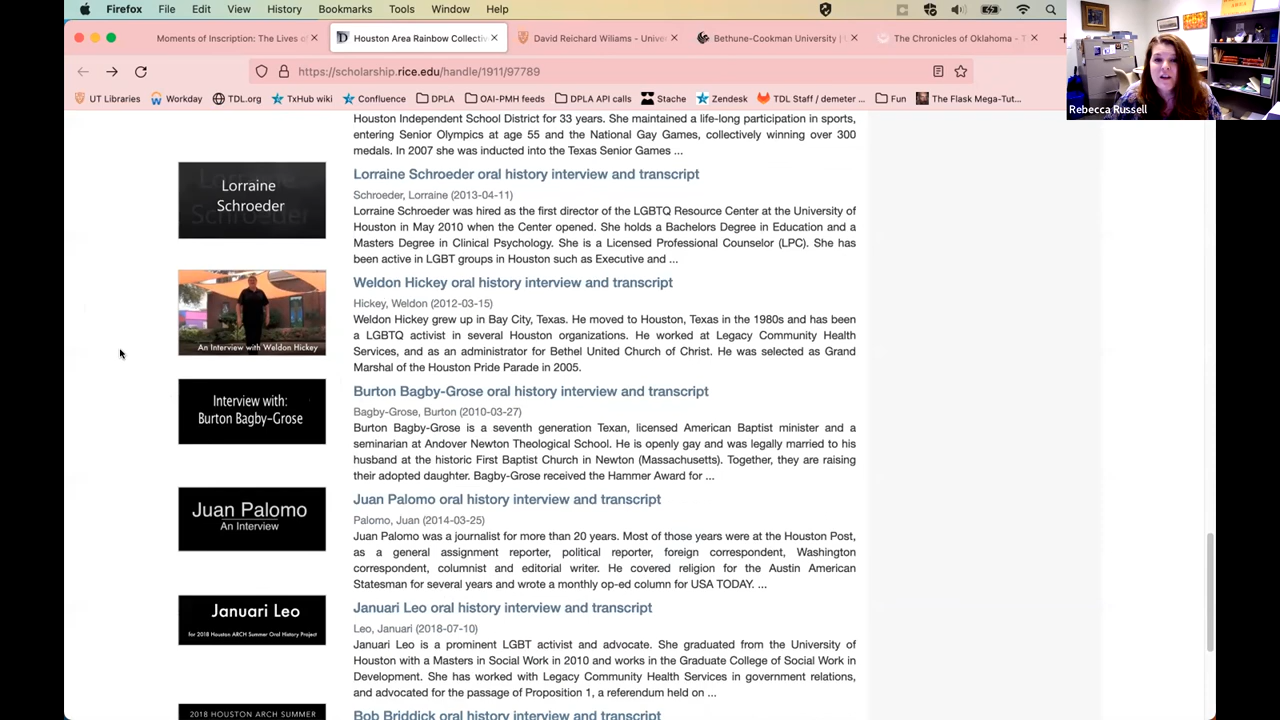 Firefox File Edit View History Bookmarks Tools Window Help
Moments of Inscription: The Lives of
Houston Area Rainbow Collectiv
David Reichard Wiliams - Unive
Bethune-Cookman University |
The Chronicles of Oklahoma -
https://scholarship.rice.edu/handle/1911/97789
UT Libraries Workday TDL.org TxHub wiki Confluence DPLA OAI-PMH feeds DPLA API calls Stache Zendesk TDL Staff / demeter ... Fun The Flask Mega-Tut...
Rebecca Russell
Houston Independent School District for 33 years. She maintained a life-long participation in sports,
entering Senior Olympics at age 55 and the National Gay Games, collectively winning over 300
medals. In 2007 she was inducted into the Texas Senior Games ...
Lorraine
Schroeder
Lorraine Schroeder oral history interview and transcript
Schroeder, Lorraine (2013-04-11)
Lorraine Schroeder was hired as the first director of the LGBTQ Resource Center at the University of
Houston in May 2010 when the Center opened. She holds a Bachelors Degree in Education and a
Masters Degree in Clinical Psychology. She is a Licensed Professional Counselor (LPC). She has
been active in LGBT groups in Houston such as Executive and ...
An Interview with Weldon Hickey
Weldon Hickey oral history interview and transcript
Hickey, Weldon (2012-03-15)
Weldon Hickey grew up in Bay City, Texas. He moved to Houston, Texas in the 1980s and has been
a LGBTQ activist in several Houston organizations. He worked at Legacy Community Health
Services, and as an administrator for Bethel United Church of Christ. He was selected as Grand
Marshal of the Houston Pride Parade in 2005.
Interview with:
Burton Bagby-Grose
Burton Bagby-Grose oral history interview and transcript
Bagby-Grose, Burton (2010-03-27)
Burton Bagby-Grose is a seventh generation Texan, licensed American Baptist minister and a
seminarian at Andover Newton Theological School. He is openly gay and was legally married to his
husband at the historic First Baptist Church in Newton (Massachusetts). Together, they are raising
their adopted daughter. Bagby-Grose received the Hammer Award for ...
Juan Palomo
An Interview
Juan Palomo oral history interview and transcript
Palomo, Juan (2014-03-25)
Juan Palomo was a journalist for more than 20 years. Most of those years were at the Houston Post,
as a general assignment reporter, political reporter, foreign correspondent, Washington
correspondent, columnist and editorial writer. He covered religion for the Austin American
Statesman for several years and wrote a monthly op-ed column for USA TODAY. ...
Januari Leo
for 2018 Houston ARCH Summer Oral History Project
Januari Leo oral history interview and transcript
Leo, Januari (2018-07-10)
Januari Leo is a prominent LGBT activist and advocate. She graduated from the University of
Houston with a Masters in Social Work in 2010 and works in the Graduate College of Social Work in
Development. She has worked with Legacy Community Health Services in government relations,
and advocated for the passage of Proposition 1, a referendum held on ...
2018 HOUSTON ARCH SUMMER
Bob Briddick oral history interview and transcript